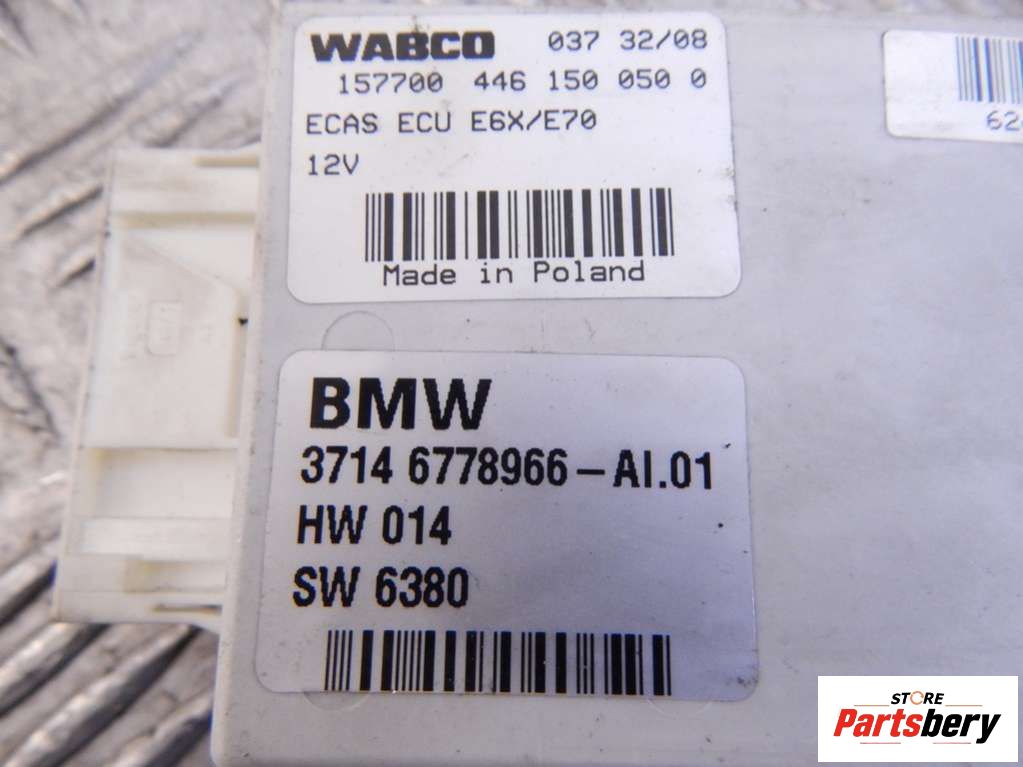 WABCO 037 32/08
157700 446 150 050 0
ECAS ECU E6X/E70
12V
Made in Poland
BMW
3714 6778966-AI.01
HW 014
SW 6380
STORE
Partsbery